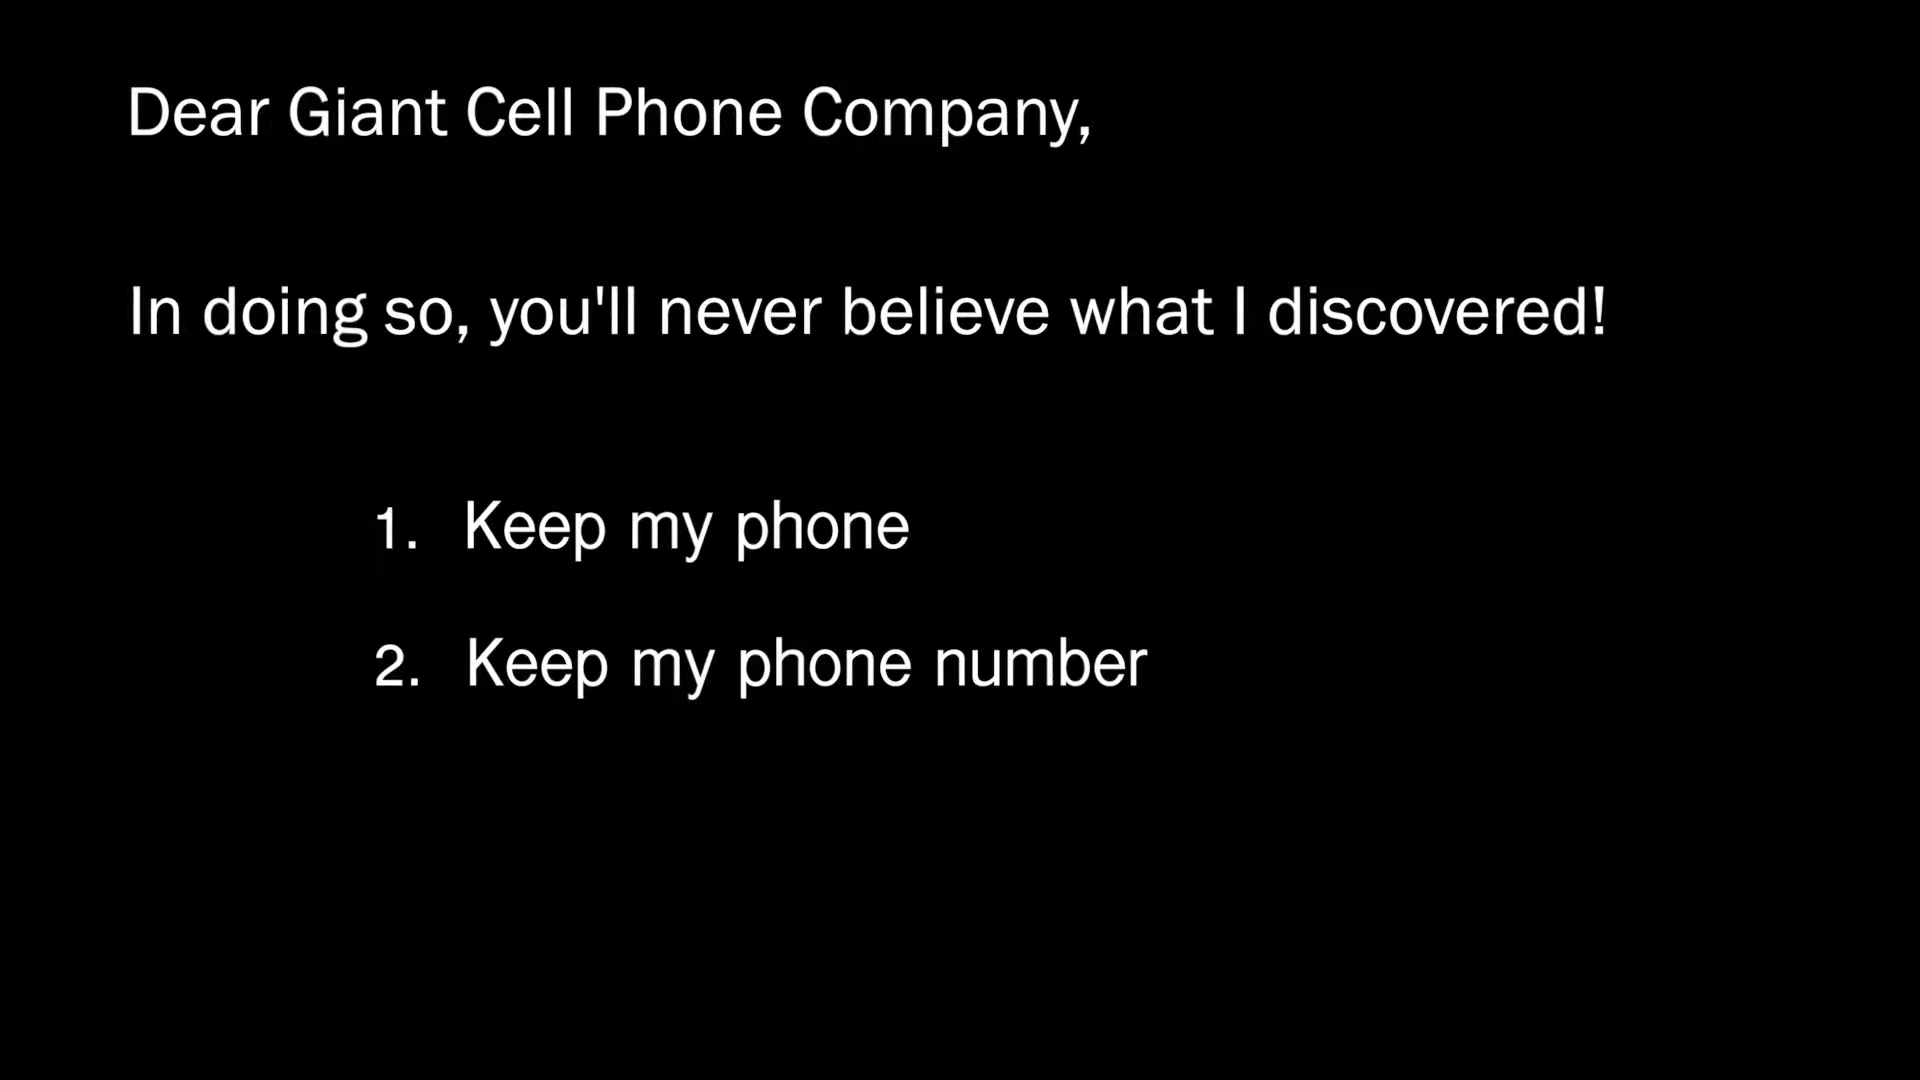 Dear Giant Cell Phone Company,
In doing so, you'll never believe what I discovered!
1. Keep my phone
2. Keep my phone number